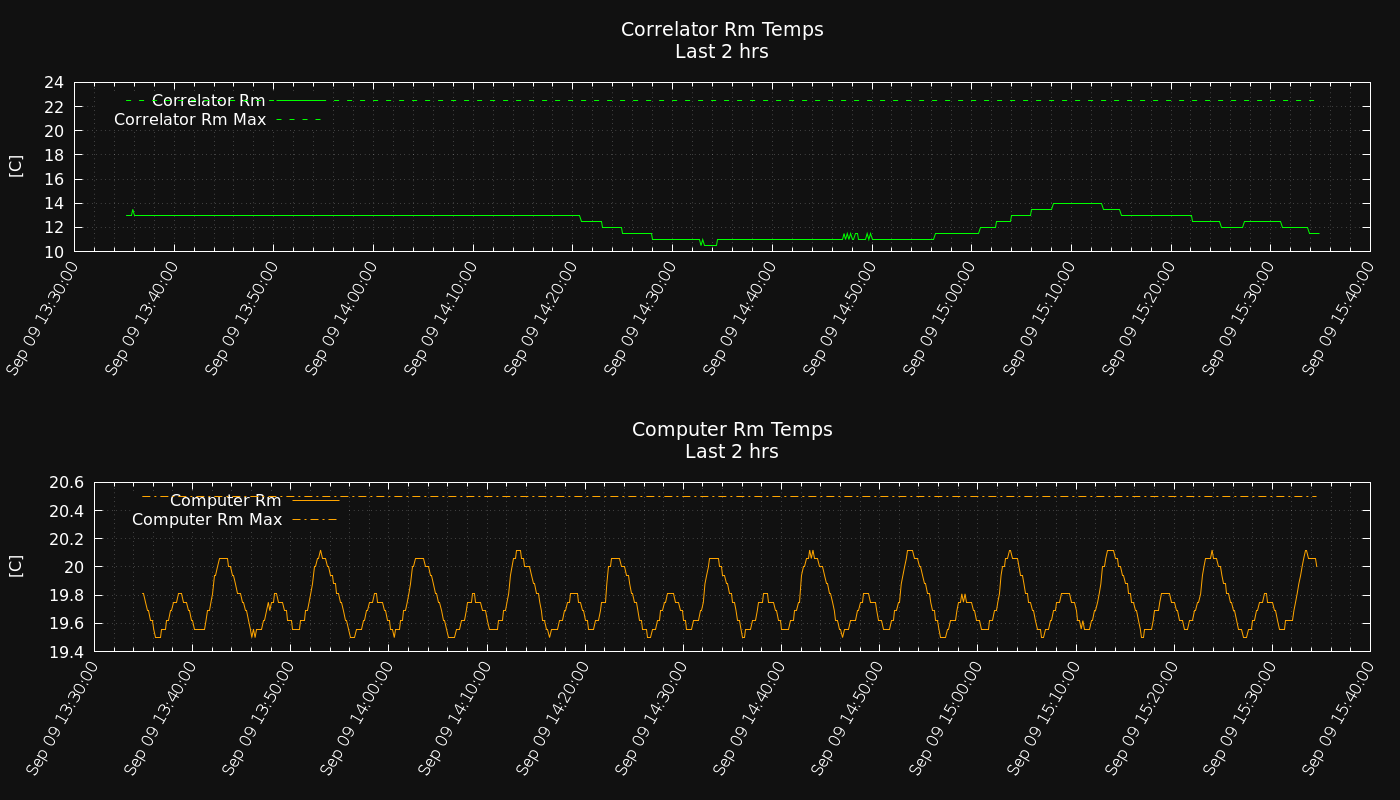 Correlator Rm Temps
Last 2 hrs
24
22
20
18
16
14
12
10
[C]
Correlator Rm
Correlator Rm Max
Sep 09 13:30:00
Sep 09 13:40:00
Sep 09 13:50:00
Sep 09 14:00:00
Sep 09 14:10:00
Sep 09 14:20:00
Sep 09 14:30:00
Sep 09 14:40:00
Sep 09 14:50:00
Sep 09 15:00:00
Sep 09 15:10:00
Sep 09 15:20:00
Sep 09 15:30:00
Sep 09 15:40:00
Computer Rm Temps
Last 2 hrs
20.6
20.4
20.2
20
19.8
19.6
19.4
[C]
Computer Rm
Computer Rm Max
Sep 09 13:30:00
Sep 09 13:40:00
Sep 09 13:50:00
Sep 09 14:00:00
Sep 09 14:10:00
Sep 09 14:20:00
Sep 09 14:30:00
Sep 09 14:40:00
Sep 09 14:50:00
Sep 09 15:00:00
Sep 09 15:10:00
Sep 09 15:20:00
Sep 09 15:30:00
Sep 09 15:40:00